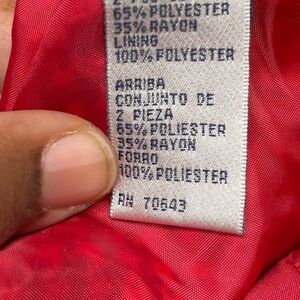 65% POLYESTER
35% RAYON
LINING
100% POLYESTER
ARRIBA
CONJUNTO DE
2 PIEZA
65% POLIESTER
35% RAYON
FORRO
100% POLIESTER
RN 70643